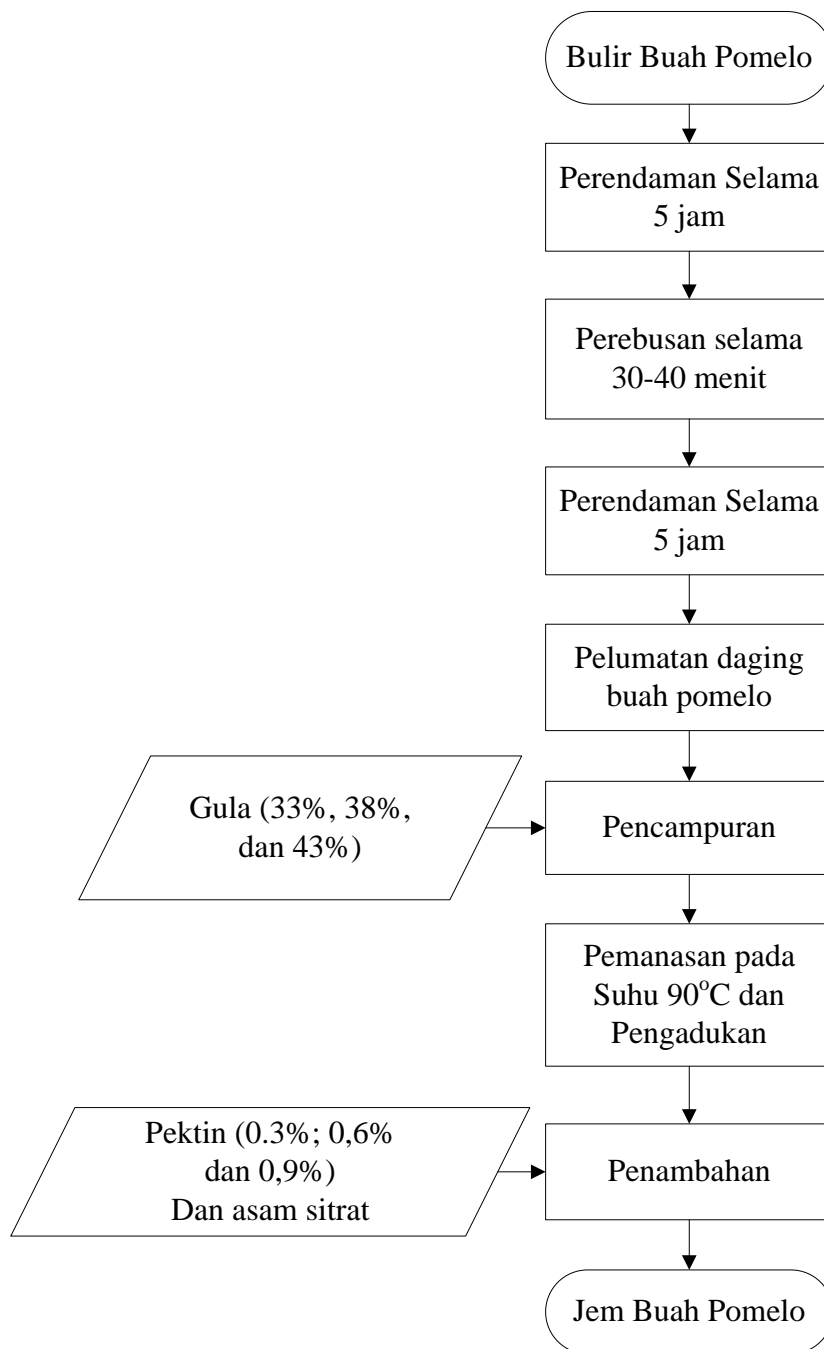 Bulir Buah Pomelo
Perendaman Selama
5 jam
Perebusan selama
30-40 menit
Perendaman Selama
5 jam
Pelumatan daging
buah pomelo
Gula (33%, 38%,
dan 43%)
Pencampuran
Pemanasan pada
Suhu 90°C dan
Pengadukan
Pektin (0.3%; 0,6%
dan 0,9%)
Dan asam sitrat
Penambahan
Jem Buah Pomelo